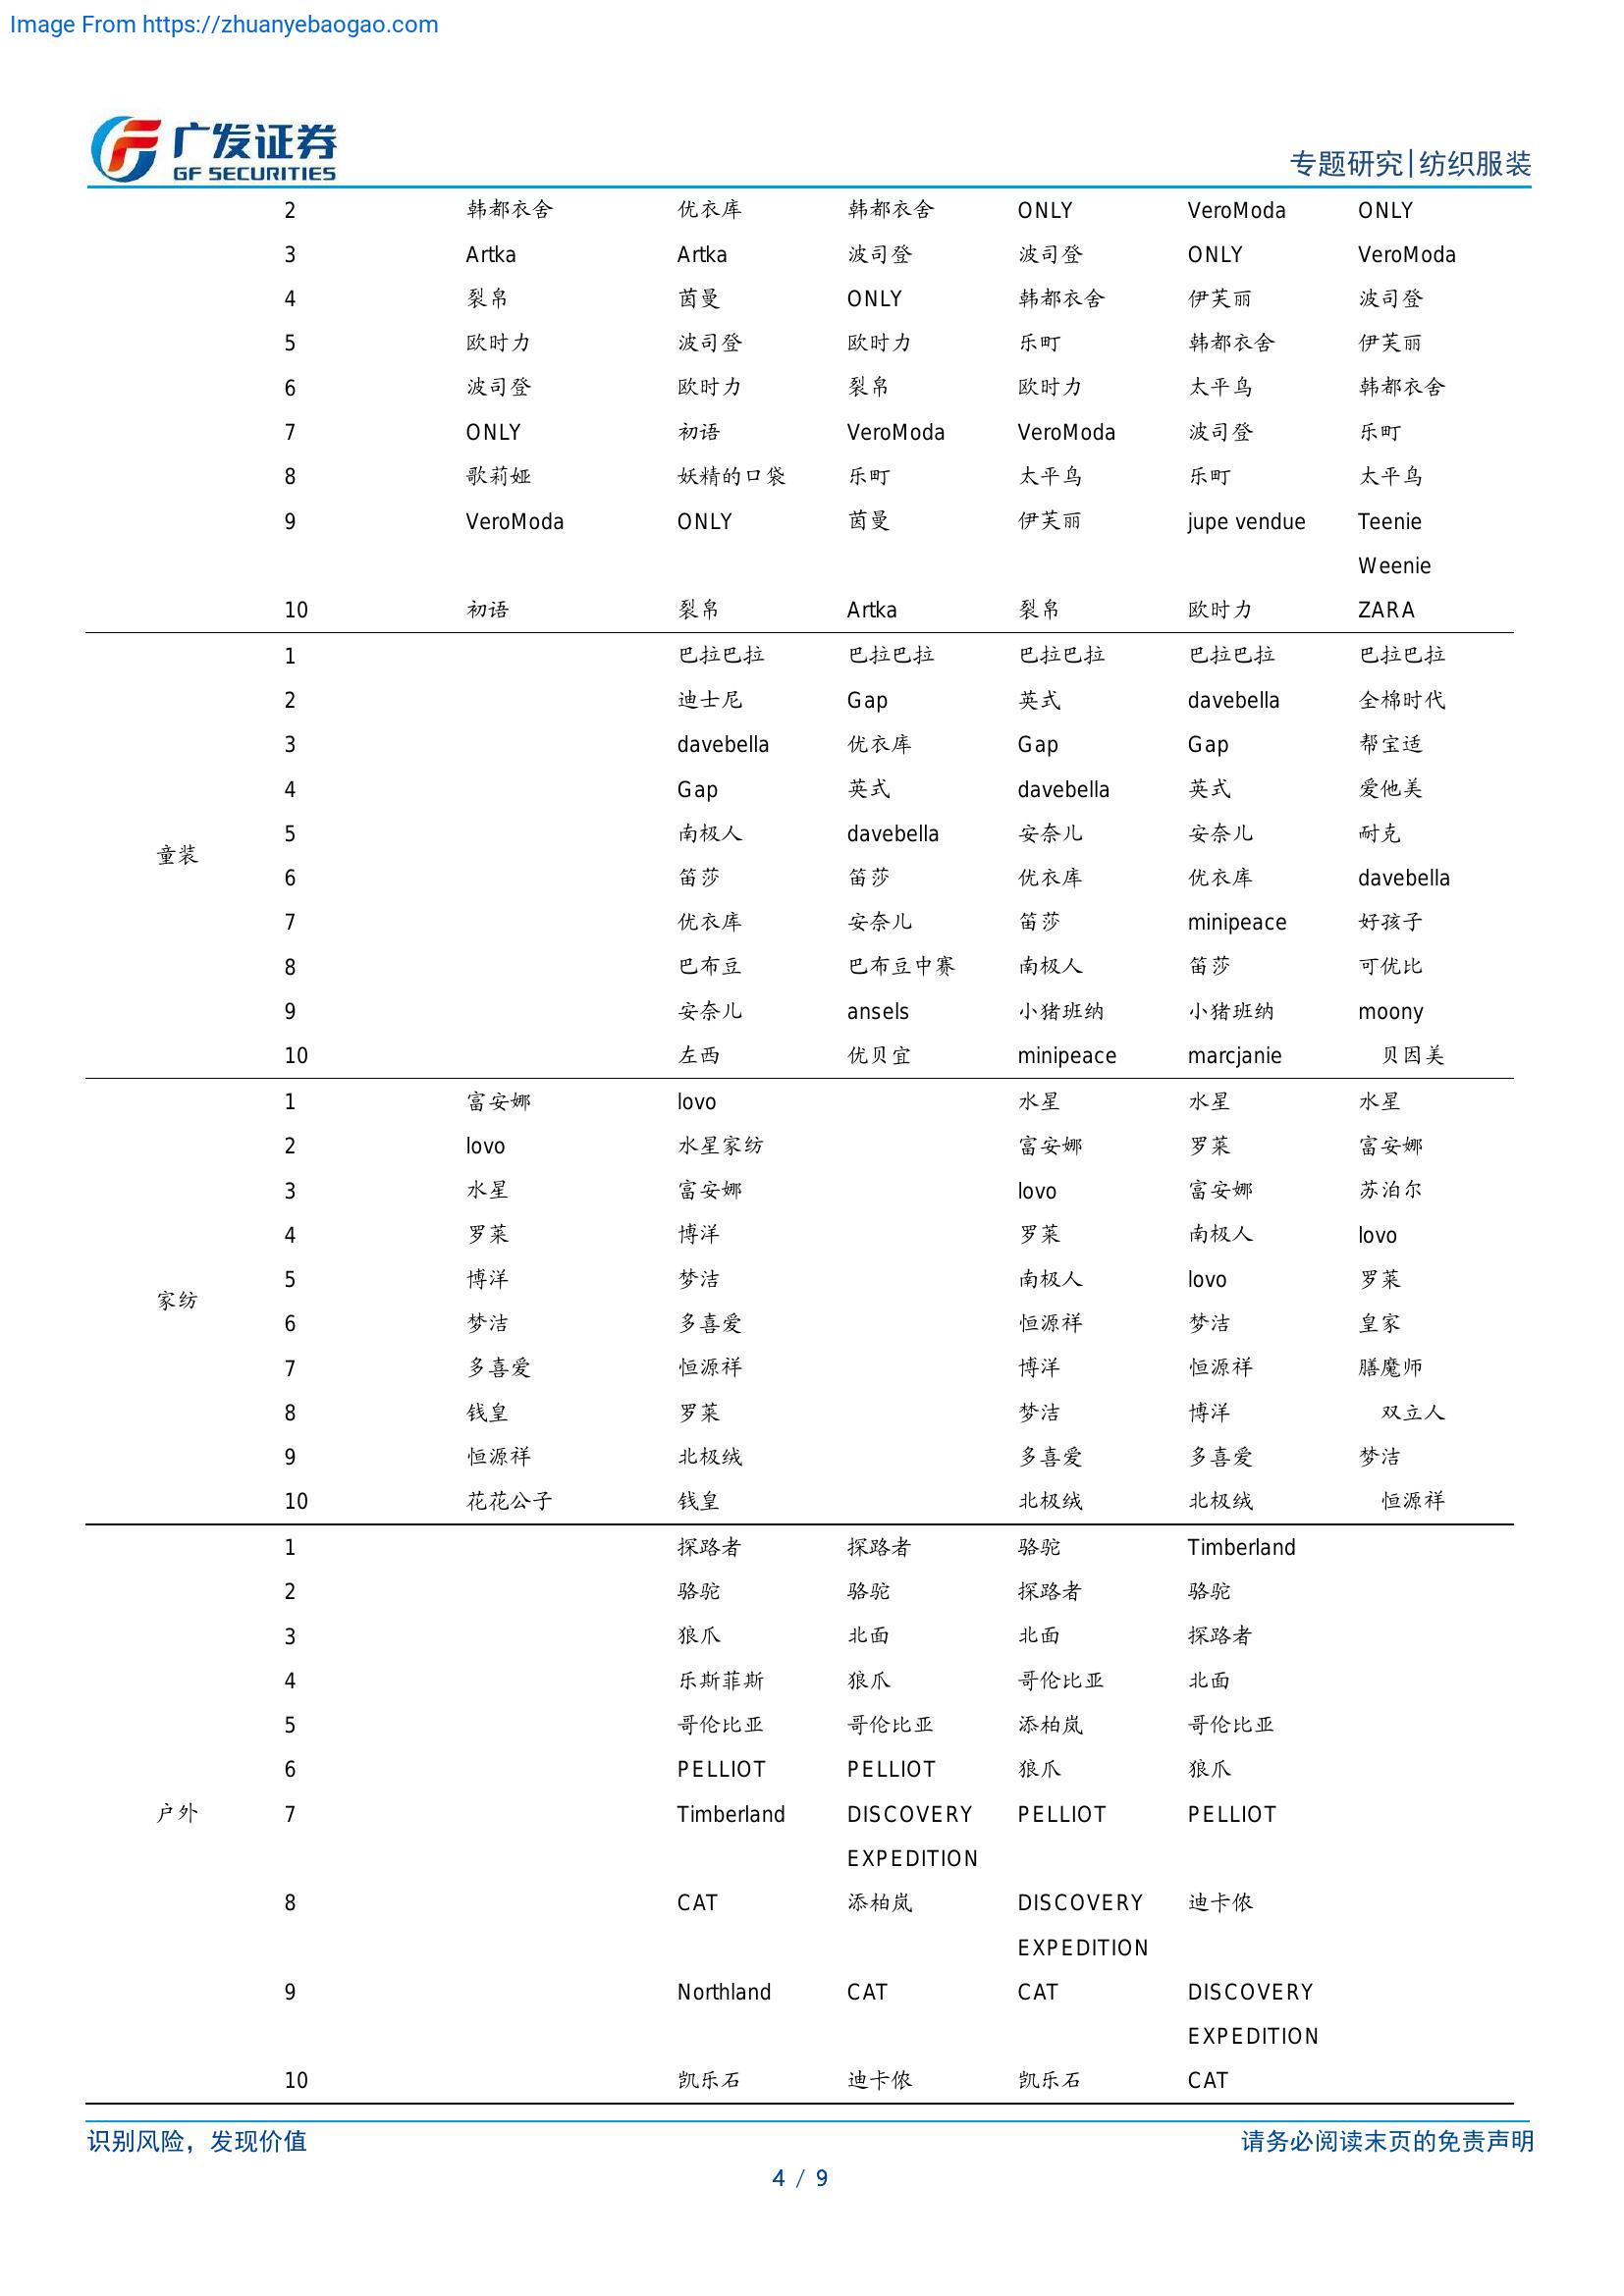 Image From https://zhuanyebaogao.com
广发证券
GF SECURITIES
专题研究|纺织服装
2 韩都衣舍 优衣库 韩都衣舍 ONLY VeroModa ONLY
3 Artka Artka 波司登 波司登 ONLY VeroModa
4 裂帛 茵曼 ONLY 韩都衣舍 伊芙丽 波司登
5 欧时力 波司登 欧时力 乐町 韩都衣舍 伊芙丽
6 波司登 欧时力 裂帛 欧时力 太平鸟 韩都衣舍
7 ONLY 初语 VeroModa VeroModa 波司登 乐町
8 歌莉娅 妖精的口袋 乐町 太平鸟 乐町 太平鸟
9 VeroModa ONLY 茵曼 伊芙丽 jupe vendue Teenie
Weenie
10 初语 裂帛 Artka 裂帛 欧时力 ZARA
1 巴拉巴拉 巴拉巴拉 巴拉巴拉 巴拉巴拉 巴拉巴拉
2 迪士尼 Gap 英式 davebella 全棉时代
3 davebella 优衣库 Gap Gap 帮宝适
4 Gap 英式 davebella 英式 爱他美
5 南极人 davebella 安奈儿 安奈儿 耐克
童装
6 笛莎 笛莎 优衣库 优衣库 davebella
7 优衣库 安奈儿 笛莎 minipeace 好孩子
8 巴布豆 巴布豆中赛 南极人 笛莎 可优比
9 安奈儿 ansels 小猪班纳 小猪班纳 moony
10 左西 优贝宜 minipeace marcjanie 贝因美
1 富安娜 lovo 水星 水星 水星
2 lovo 水星家纺 富安娜 罗莱 富安娜
3 水星 富安娜 lovo 富安娜 苏泊尔
4 罗莱 博洋 罗莱 南极人 lovo
5 博洋 梦洁 南极人 lovo 罗莱
家纺
6 梦洁 多喜爱 恒源祥 梦洁 皇家
7 多喜爱 恒源祥 博洋 恒源祥 膳魔师
8 钱皇 罗莱 梦洁 博洋 双立人
9 恒源祥 北极绒 多喜爱 多喜爱 梦洁
10 花花公子 钱皇 北极绒 北极绒 恒源祥
1 探路者 探路者 骆驼 Timberland
2 骆驼 骆驼 探路者 骆驼
3 狼爪 北面 北面 探路者
4 乐斯菲斯 狼爪 哥伦比亚 北面
5 哥伦比亚 哥伦比亚 添柏岚 哥伦比亚
6 PELLIOT PELLIOT 狼爪 狼爪
户外 7 Timberland DISCOVERY PELLIOT PELLIOT
EXPEDITION
8 CAT 添柏岚 DISCOVERY 迪卡侬
EXPEDITION
9 Northland CAT CAT DISCOVERY
EXPEDITION
10 凯乐石 迪卡侬 凯乐石 CAT
识别风险，发现价值 请务必阅读末页的免责声明
4 / 9